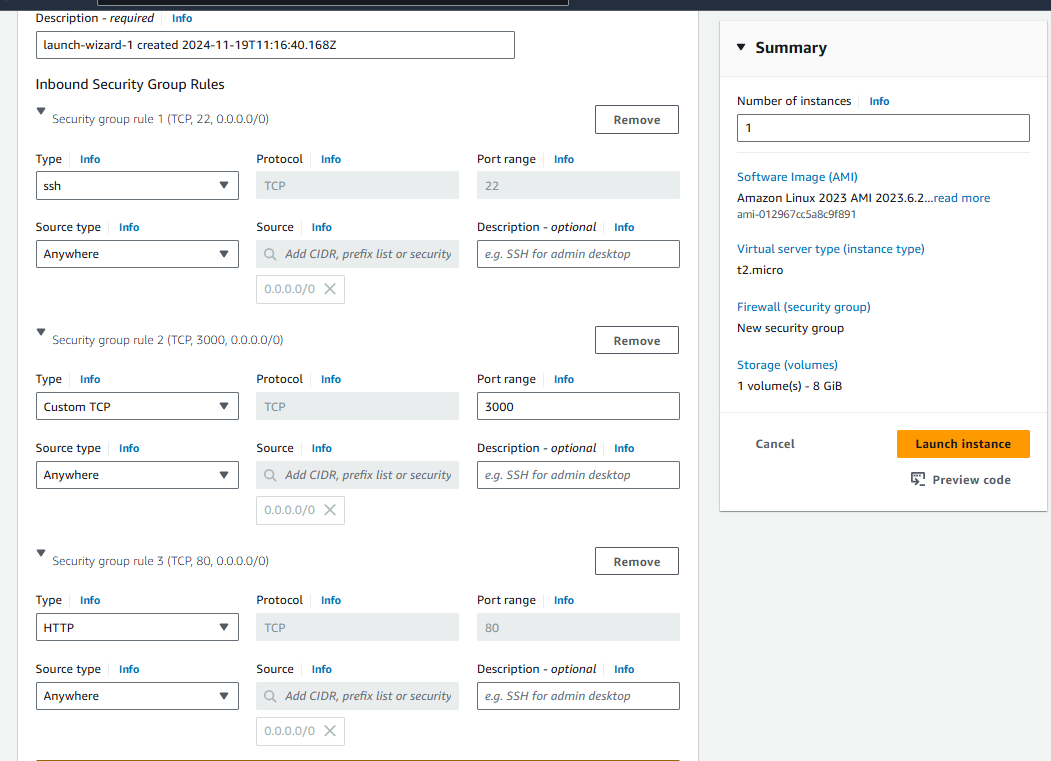 Description - required Info
launch-wizard-1 created 2024-11-19T11:16:40.168Z
Inbound Security Group Rules
Security group rule 1 (TCP, 22, 0.0.0.0/0)
Remove
Type Info
Protocol Info
Port range Info
ssh
TCP
22
Source type Info
Source Info
Description - optional Info
Anywhere
Add CIDR, prefix list or security
e.g. SSH for admin desktop
0.0.0.0/0
Security group rule 2 (TCP, 3000, 0.0.0.0/0)
Remove
Type Info
Protocol Info
Port range Info
Custom TCP
TCP
3000
Source type Info
Source Info
Description - optional Info
Anywhere
Add CIDR, prefix list or security
e.g. SSH for admin desktop
0.0.0.0/0
Security group rule 3 (TCP, 80, 0.0.0.0/0)
Remove
Type Info
Protocol Info
Port range Info
HTTP
TCP
80
Source type Info
Source Info
Description - optional Info
Anywhere
Add CIDR, prefix list or security
e.g. SSH for admin desktop
0.0.0.0/0
Summary
Number of instances Info
1
Software Image (AMI)
Amazon Linux 2023 AMI 2023.6.2...read more
ami-012967cc5a8c9f891
Virtual server type (instance type)
t2.micro
Firewall (security group)
New security group
Storage (volumes)
1 volume(s) - 8 GiB
Cancel
Launch instance
Preview code